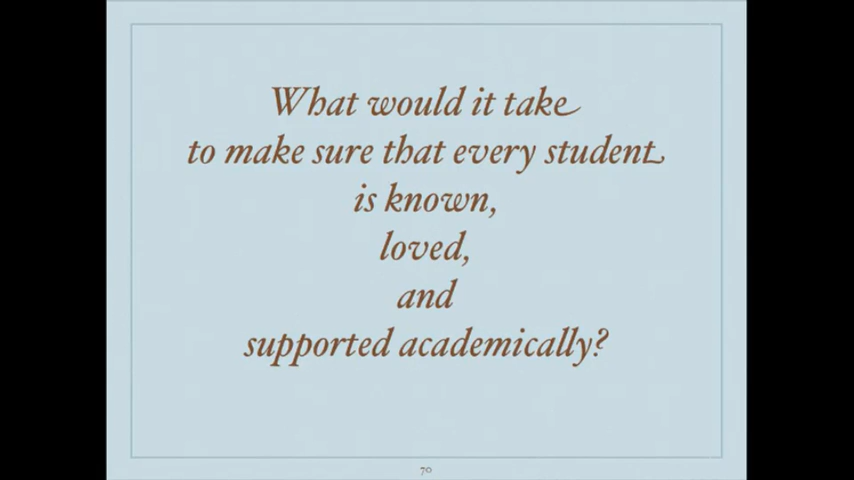 What would it take
to make sure that every student
is known,
loved,
and
supported academically?
70